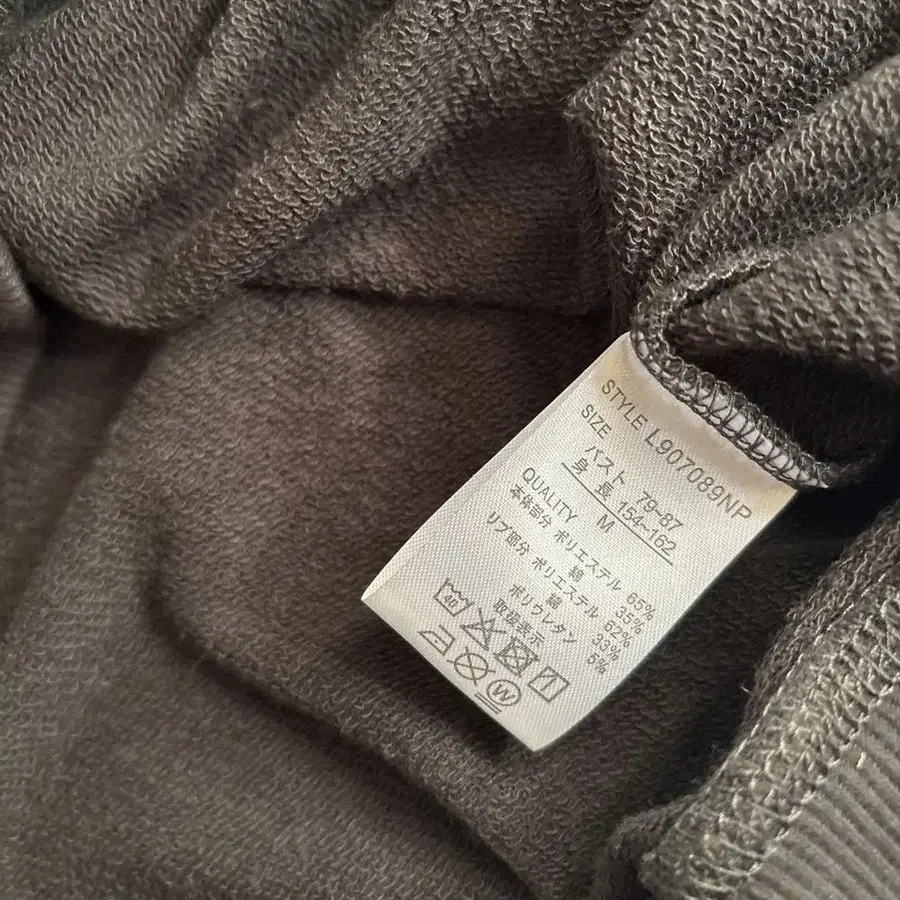 STYLE L907089NP
SIZE
バスト 79~87
身 長 154~162
M
QUALITY
本体部分 ポリエステル 65%
綿 35%
リブ部分 ポリエステル 62%
綿 33%
ポリウレタン 5%
取扱表示
40
W